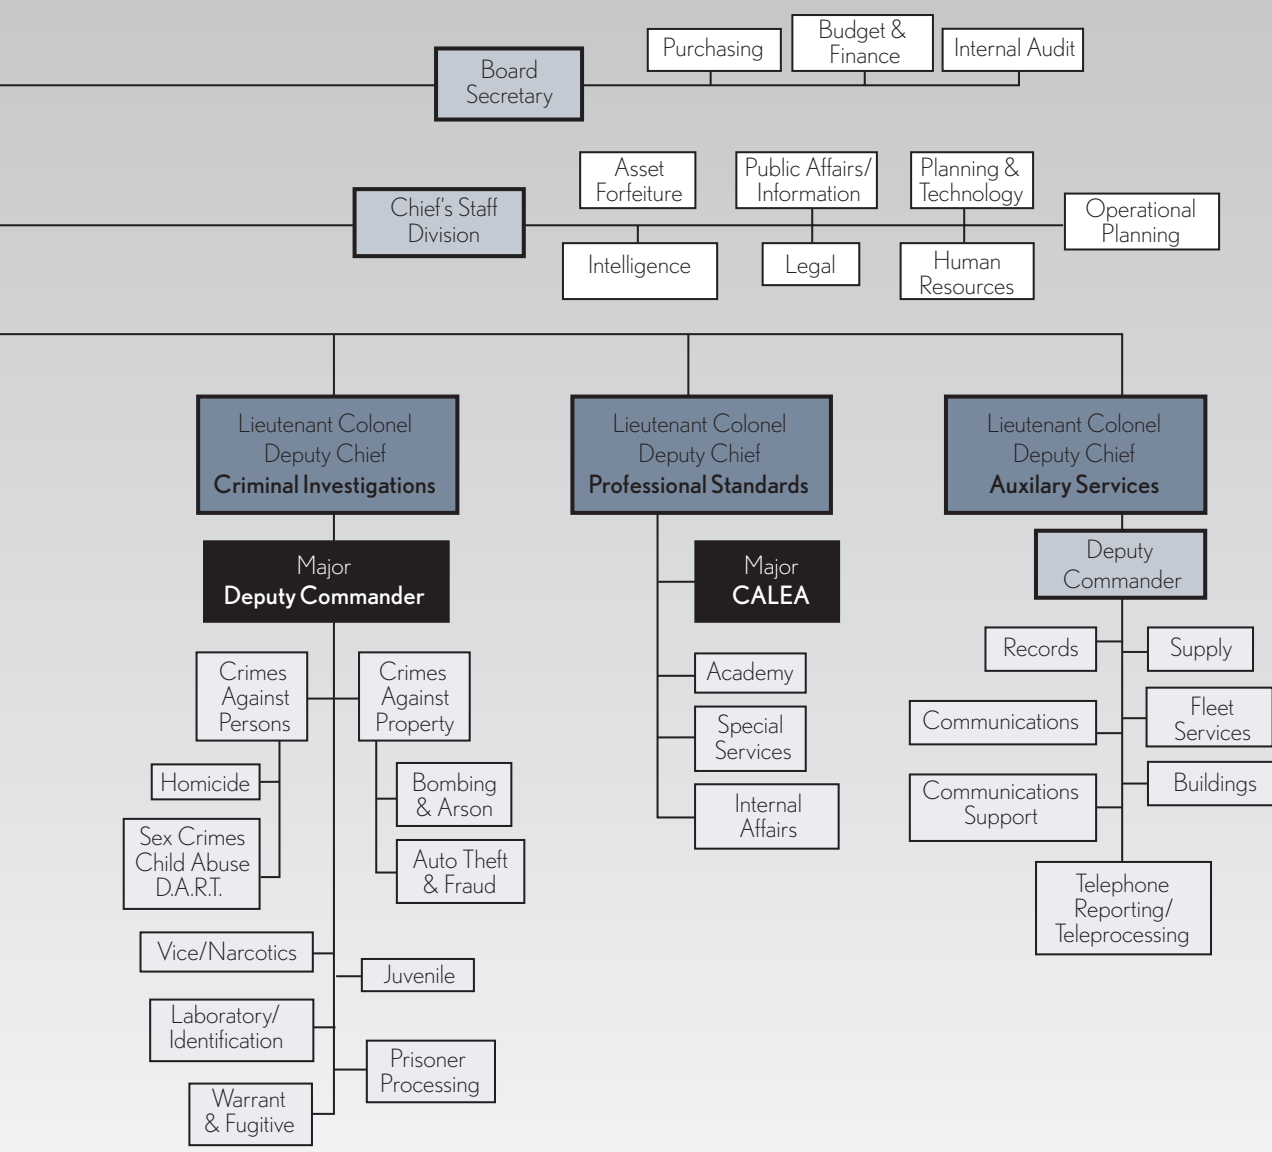 Purchasing
Budget &
Finance
Internal Audit
Board
Secretary
Asset
Forfeiture
Public Affairs/
Information
Planning &
Technology
Operational
Planning
Chief's Staff
Division
Intelligence
Legal
Human
Resources
Lieutenant Colonel
Deputy Chief
Criminal Investigations
Lieutenant Colonel
Deputy Chief
Professional Standards
Lieutenant Colonel
Deputy Chief
Auxilary Services
Major
Deputy Commander
Major
CALEA
Deputy
Commander
Crimes
Against
Persons
Crimes
Against
Property
Homicide
Bombing
& Arson
Sex Crimes
Child Abuse
D.A.R.T.
Auto Theft
& Fraud
Vice/Narcotics
Juvenile
Laboratory/
Identification
Prisoner
Processing
Warrant
& Fugitive
Academy
Special
Services
Internal
Affairs
Records
Supply
Communications
Fleet
Services
Communications
Support
Buildings
Telephone
Reporting/
Teleprocessing